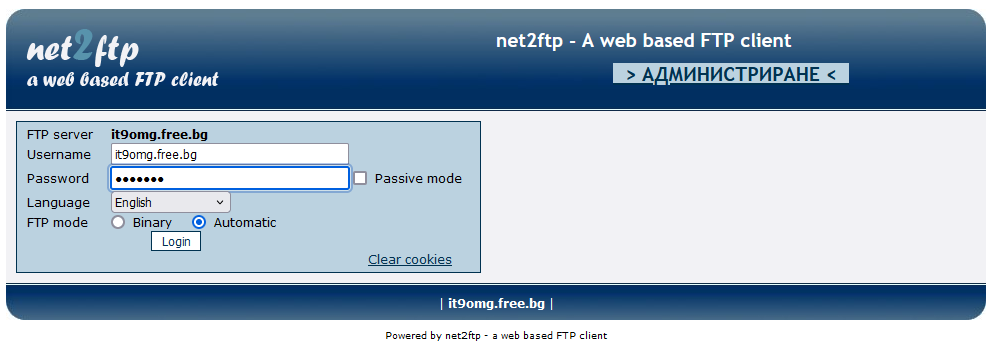 net2ftp
a web based FTP client
net2ftp - A web based FTP client
> АДМИНИСТРИРАНЕ <
FTP server it9omg.free.bg
Username it9omg.free.bg
Password ••••••• Passive mode
Language English
FTP mode Binary Automatic
Login
Clear cookies
| it9omg.free.bg |
Powered by net2ftp - a web based FTP client